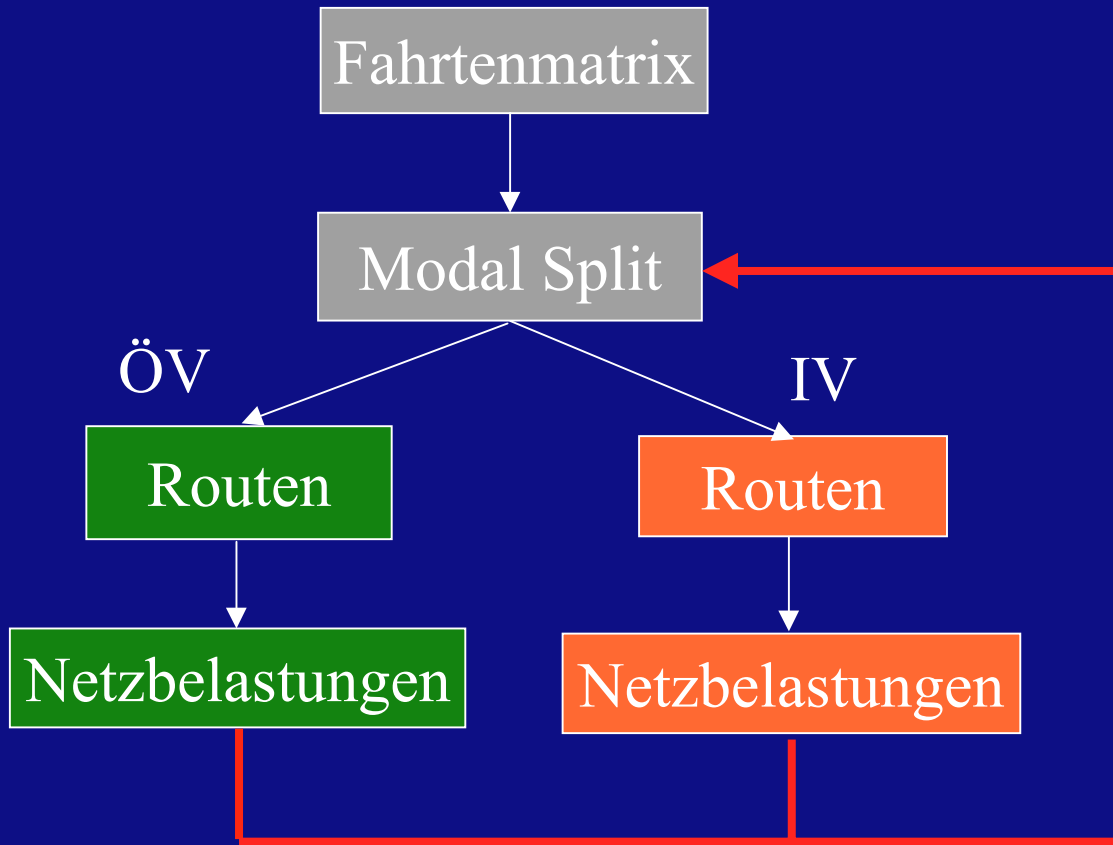 Fahrtenmatrix
Modal Split
ÖV
IV
Routen
Routen
Netzbelastungen
Netzbelastungen